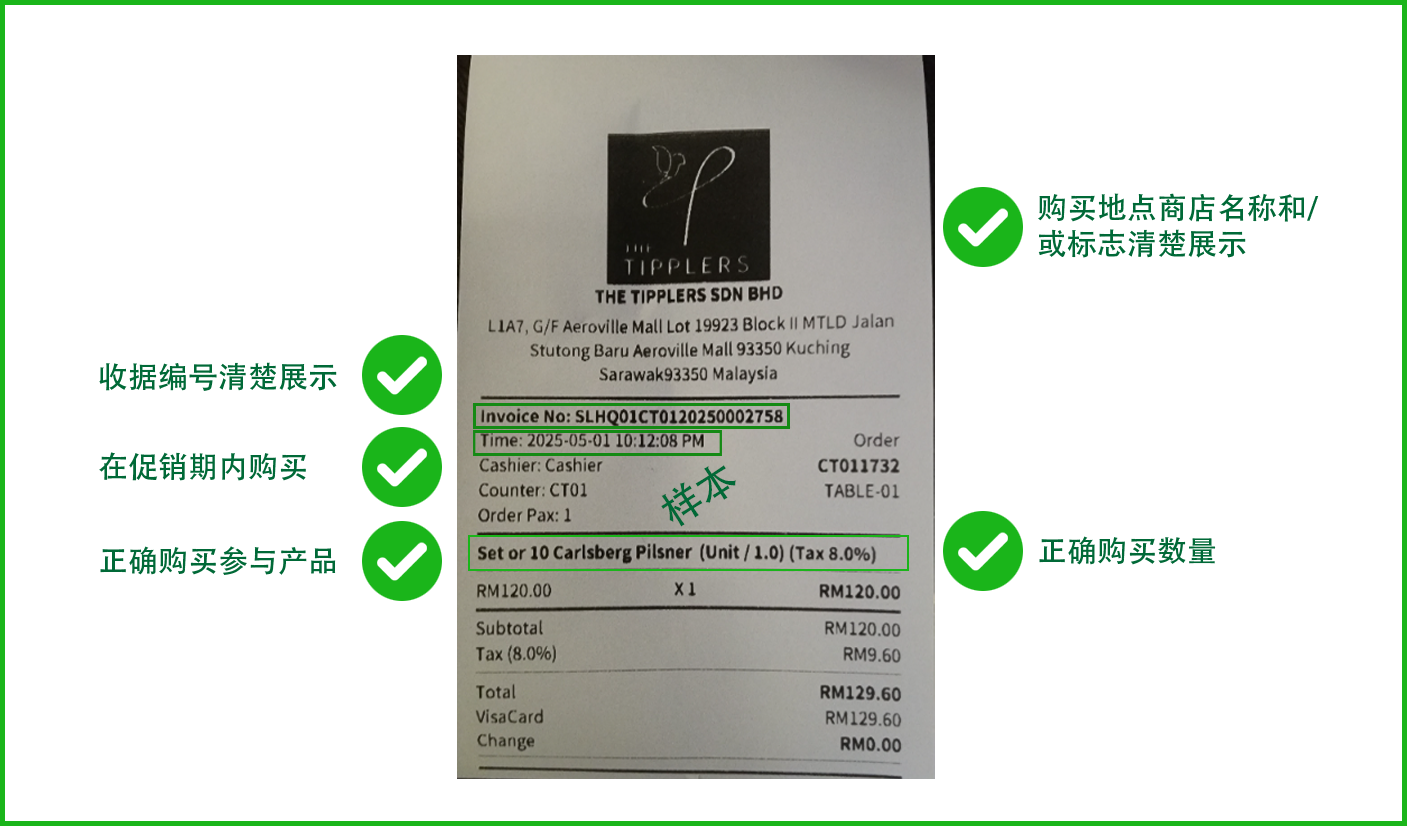 THE
TIPPLERS
THE TIPPLERS SDN BHD
L1A7, G/F Aeroville Mall Lot 19923 Block II MTLD Jalan
Stutong Baru Aeroville Mall 93350 Kuching
Sarawak93350 Malaysia
Invoice No: SLHQ01CT0120250002758
Time: 2025-05-01 10:12:08 PM Order
Cashier: Cashier CT011732
Counter: CT01 TABLE-01
Order Pax: 1
样本
Set or 10 Carlsberg Pilsner (Unit / 1.0) (Tax 8.0%)
RM120.00 X 1 RM120.00
Subtotal RM120.00
Tax (8.0%) RM9.60
Total RM129.60
VisaCard RM129.60
Change RM0.00
收据编号清楚展示
在促销期内购买
正确购买参与产品
购买地点商店名称和/
或标志清楚展示
正确购买数量